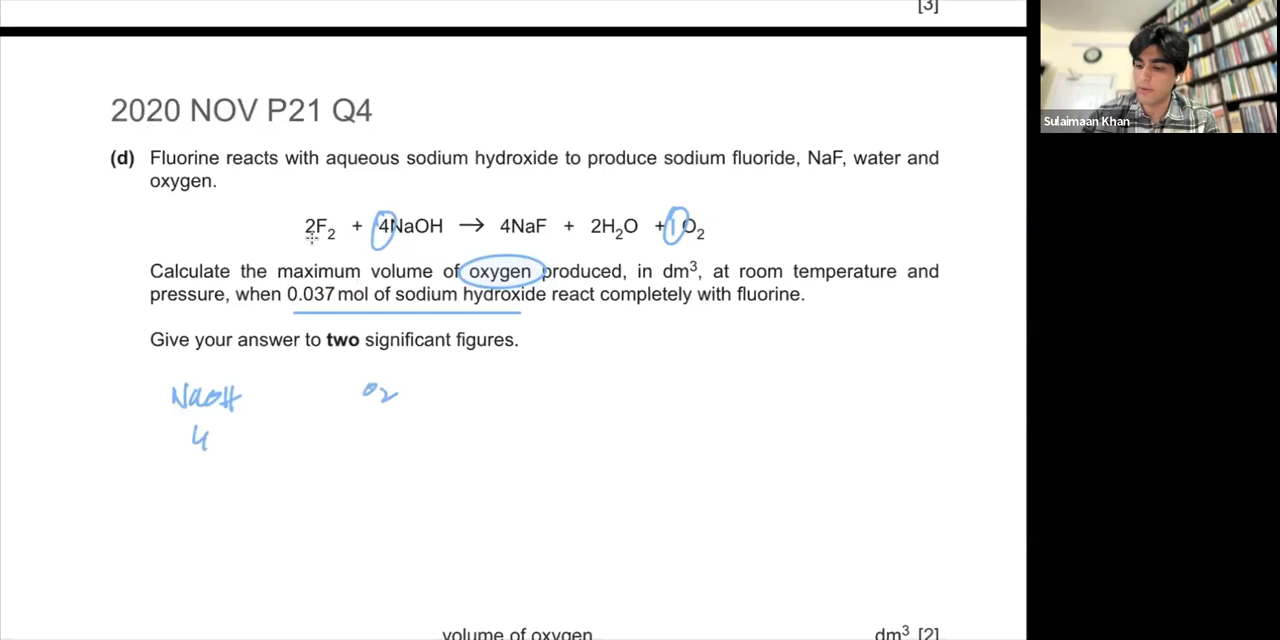 [3]
Sulaimaan Khan
2020 NOV P21 Q4
(d) Fluorine reacts with aqueous sodium hydroxide to produce sodium fluoride, NaF, water and
oxygen.
2F₂ + 4NaOH → 4NaF + 2H₂O + 1O₂
Calculate the maximum volume of oxygen produced, in dm³, at room temperature and
pressure, when 0.037 mol of sodium hydroxide react completely with fluorine.
Give your answer to two significant figures.
NaOH O₂
4
volume of oxygen dm³ [2]